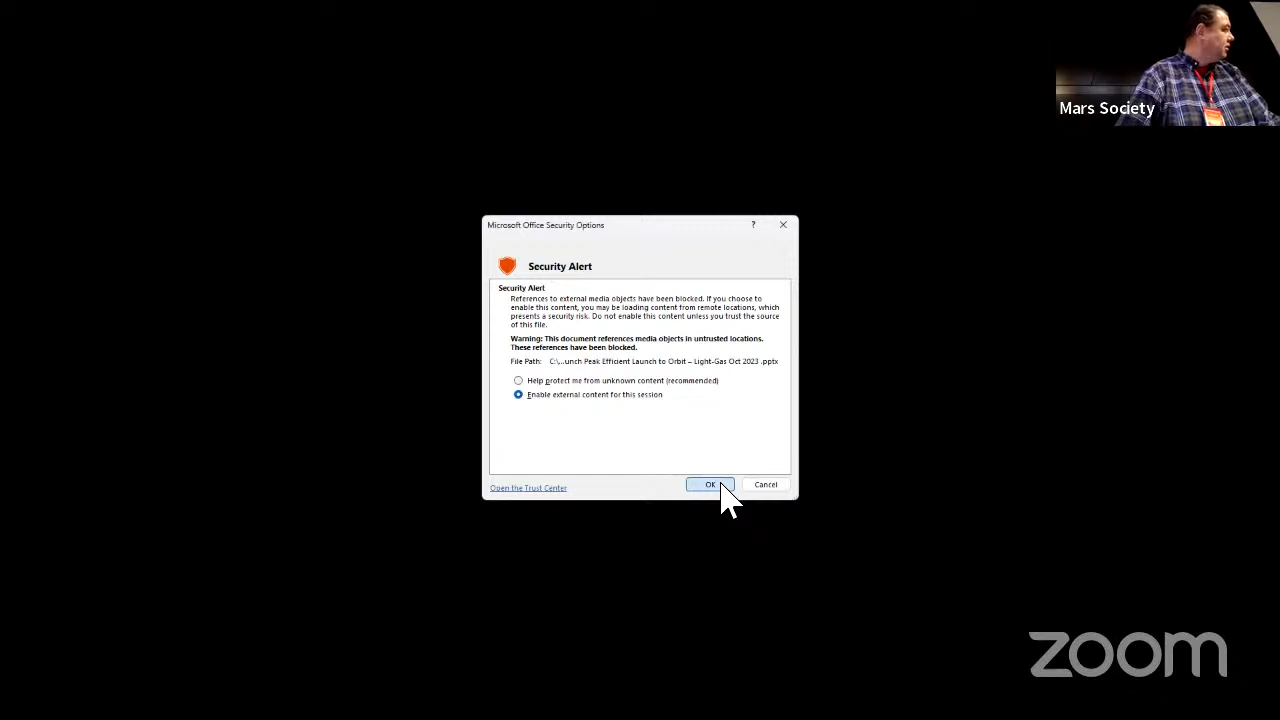 Mars Society
Microsoft Office Security Options
?
Security Alert
Security Alert
References to external media objects have been blocked. If you choose to
enable this content, you may be loading content from remote locations, which
presents a security risk. Do not enable this content unless you trust the source
of this file.
Warning: This document references media objects in untrusted locations.
These references have been blocked.
File Path: C:\...unch Peak Efficient Launch to Orbit – Light-Gas Oct 2023 .pptx
Help protect me from unknown content (recommended)
Enable external content for this session
Open the Trust Center
OK
Cancel
zoom